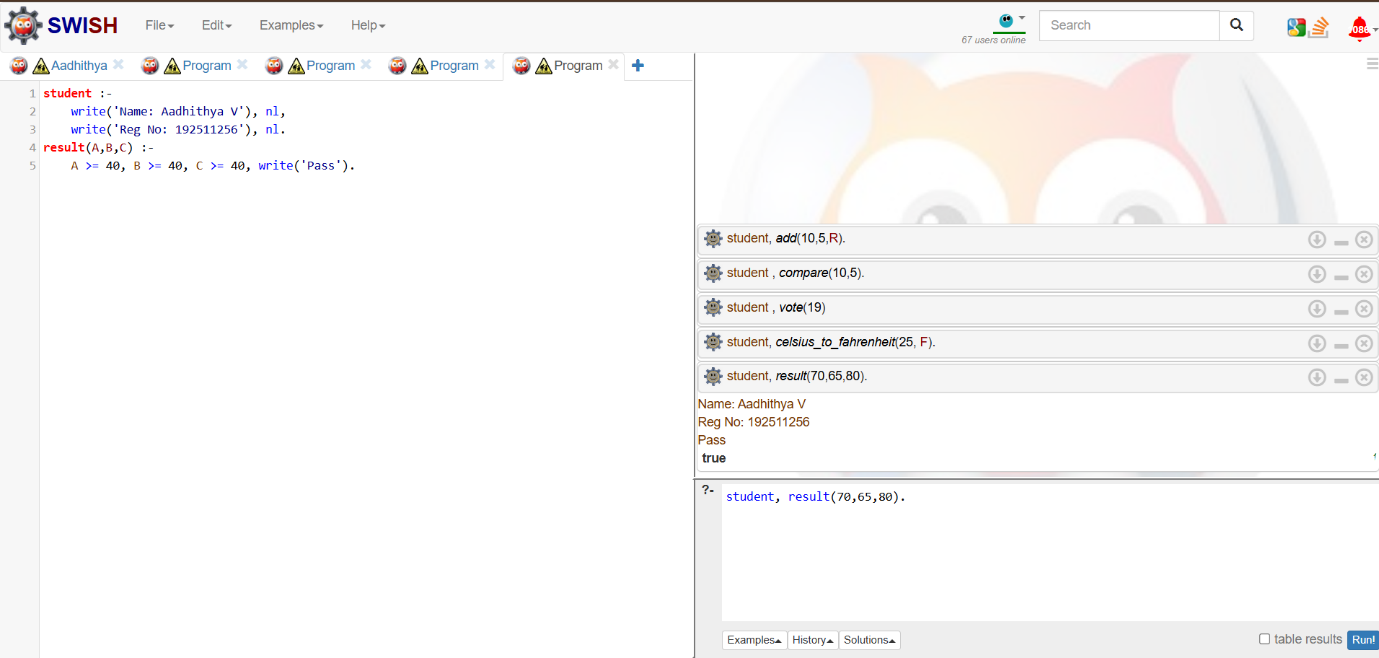 SWISH File Edit Examples Help 67 users online Search
Aadhithya Program Program Program Program
1 student :-
2 write('Name: Aadhithya V'), nl,
3 write('Reg No: 192511256'), nl.
4 result(A,B,C) :-
5 A >= 40, B >= 40, C >= 40, write('Pass').
student, add(10,5,R).
student , compare(10,5).
student , vote(19)
student, celsius_to_fahrenheit(25, F).
student, result(70,65,80).
Name: Aadhithya V
Reg No: 192511256
Pass
true
?- student, result(70,65,80).
Examples History Solutions table results Run!